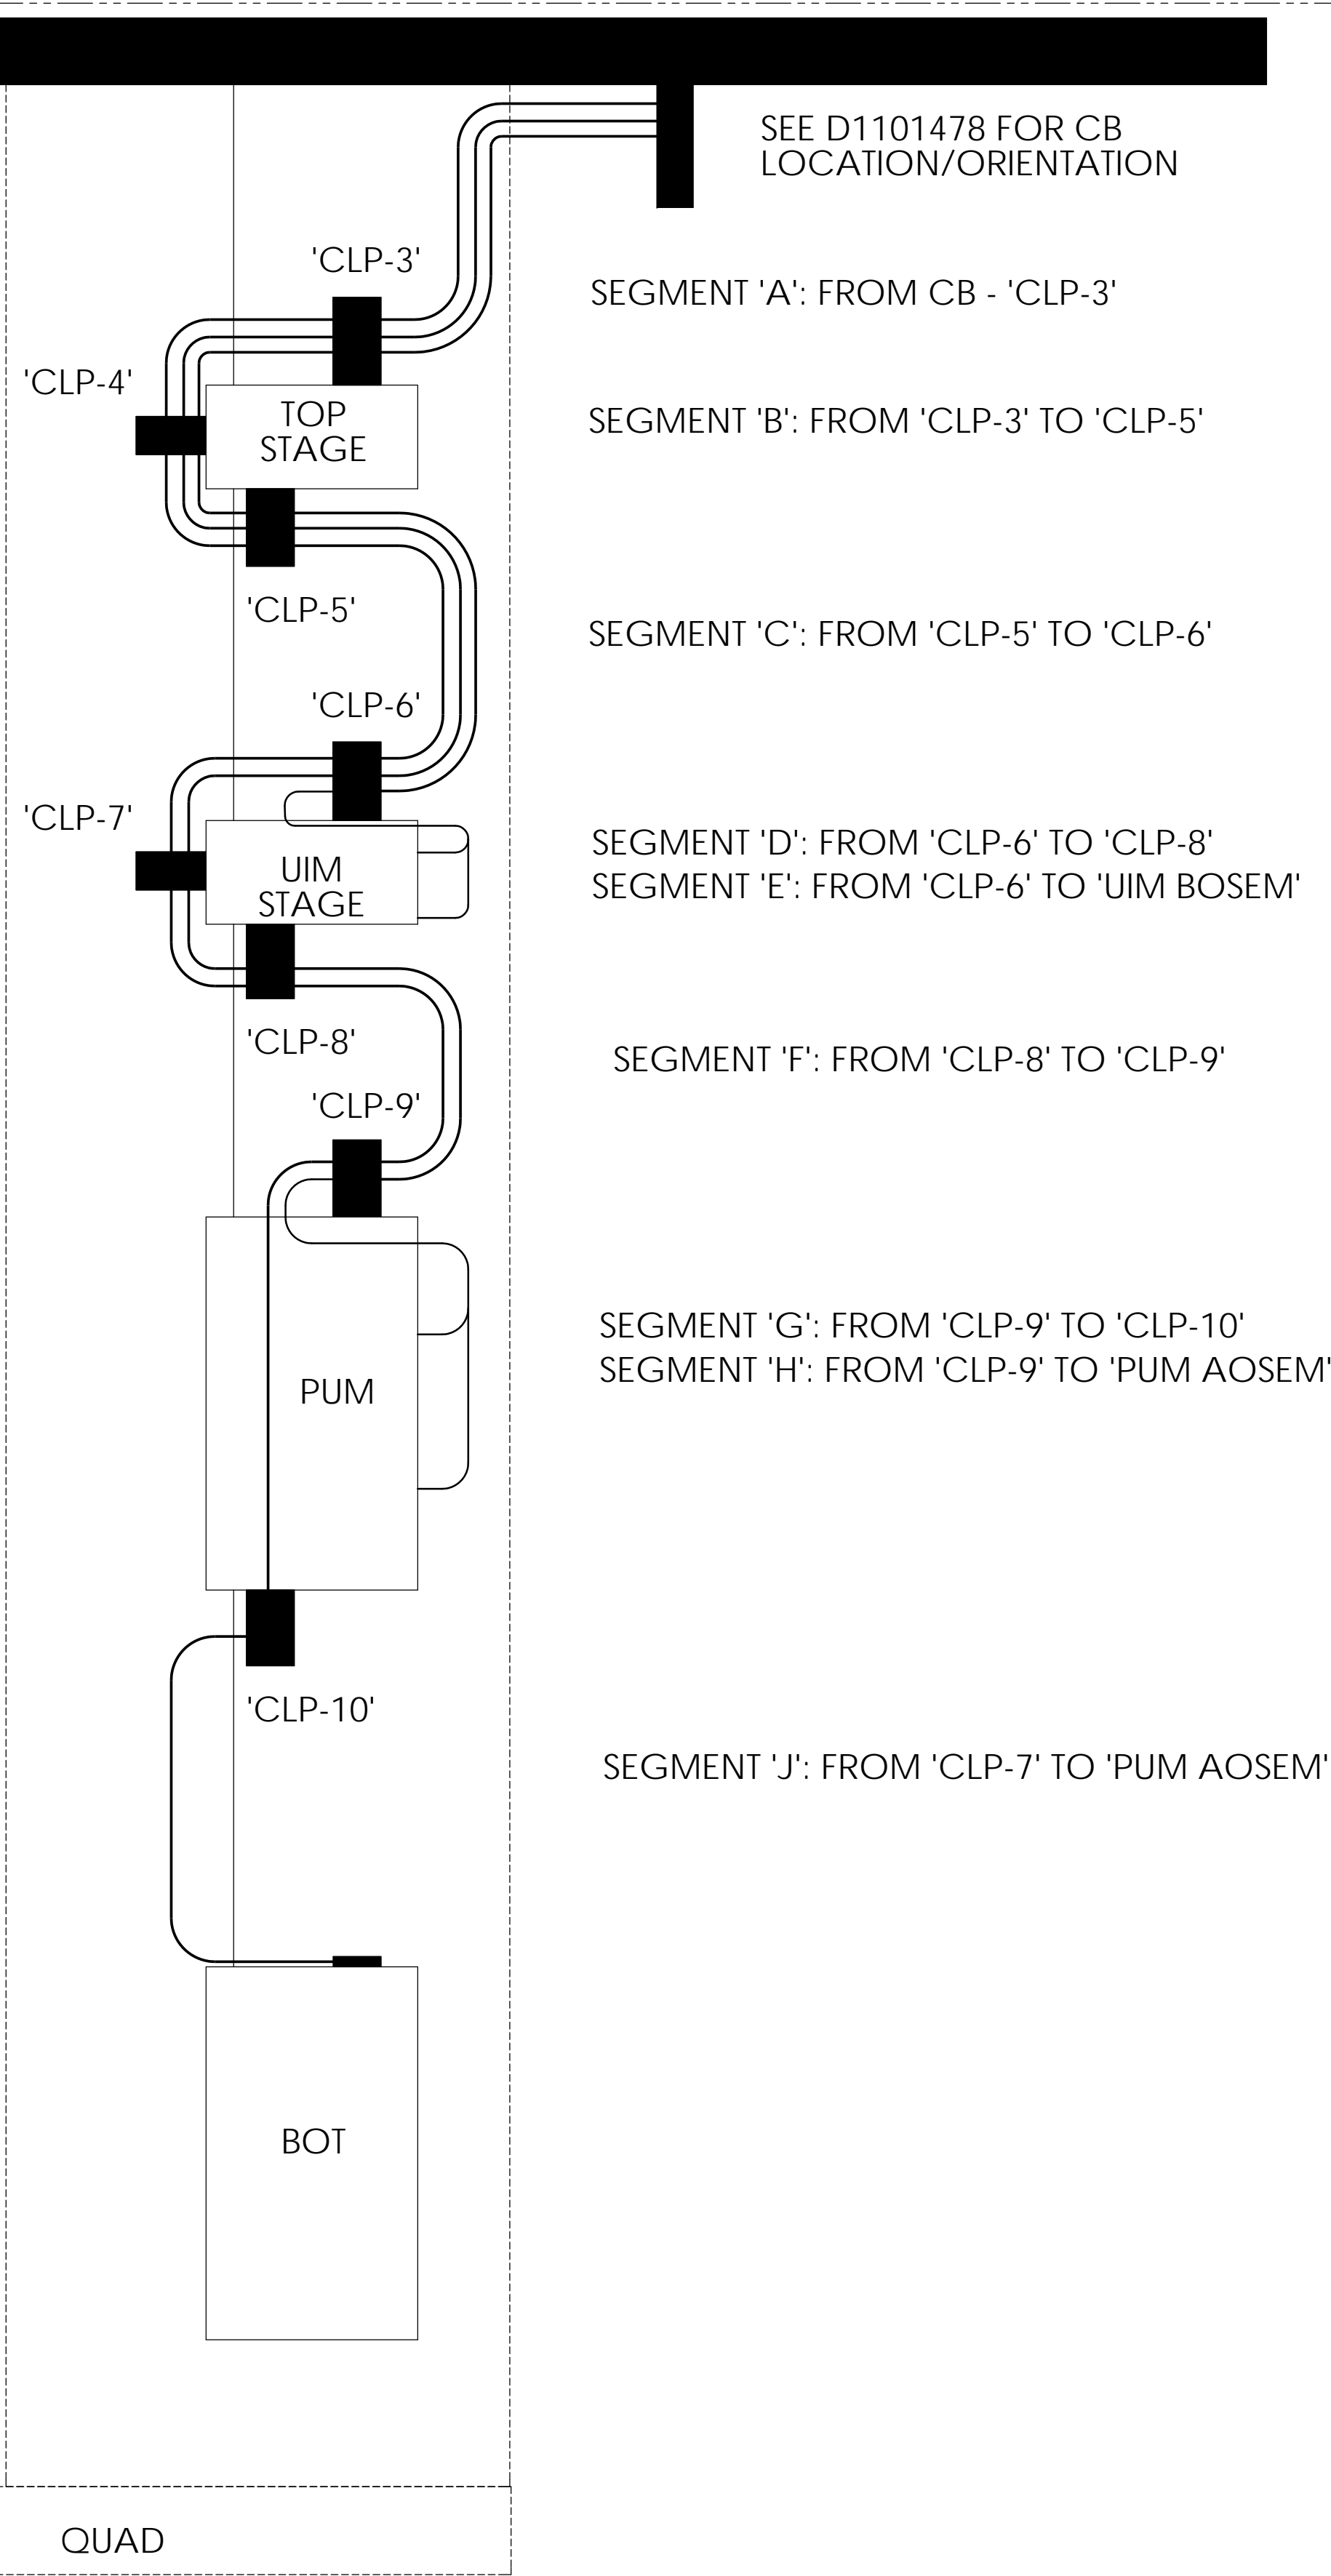 SEE D1101478 FOR CB
LOCATION/ORIENTATION
'CLP-3'
SEGMENT 'A': FROM CB - 'CLP-3'
'CLP-4'
TOP
STAGE
SEGMENT 'B': FROM 'CLP-3' TO 'CLP-5'
'CLP-5'
SEGMENT 'C': FROM 'CLP-5' TO 'CLP-6'
'CLP-6'
'CLP-7'
UIM
STAGE
SEGMENT 'D': FROM 'CLP-6' TO 'CLP-8'
SEGMENT 'E': FROM 'CLP-6' TO 'UIM BOSEM'
'CLP-8'
SEGMENT 'F': FROM 'CLP-8' TO 'CLP-9'
'CLP-9'
SEGMENT 'G': FROM 'CLP-9' TO 'CLP-10'
SEGMENT 'H': FROM 'CLP-9' TO 'PUM AOSEM'
PUM
'CLP-10'
SEGMENT 'J': FROM 'CLP-7' TO 'PUM AOSEM'
BOT
QUAD